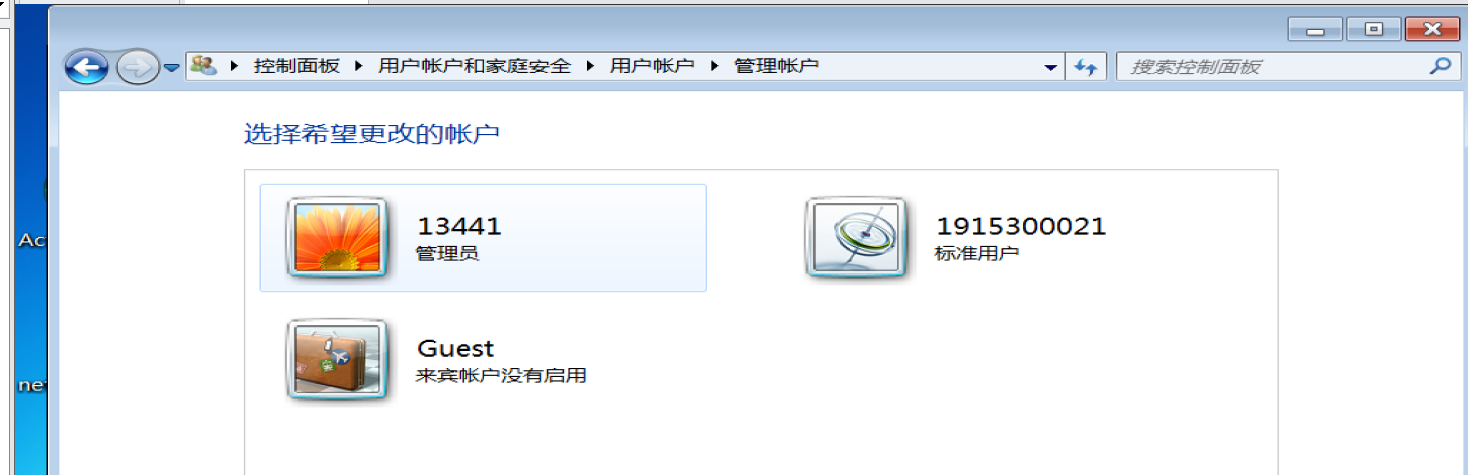 控制面板 用户帐户和家庭安全 用户帐户 管理帐户 搜索控制面板
选择希望更改的帐户
13441
管理员
1915300021
标准用户
Guest
来宾帐户没有启用
Ac
ne